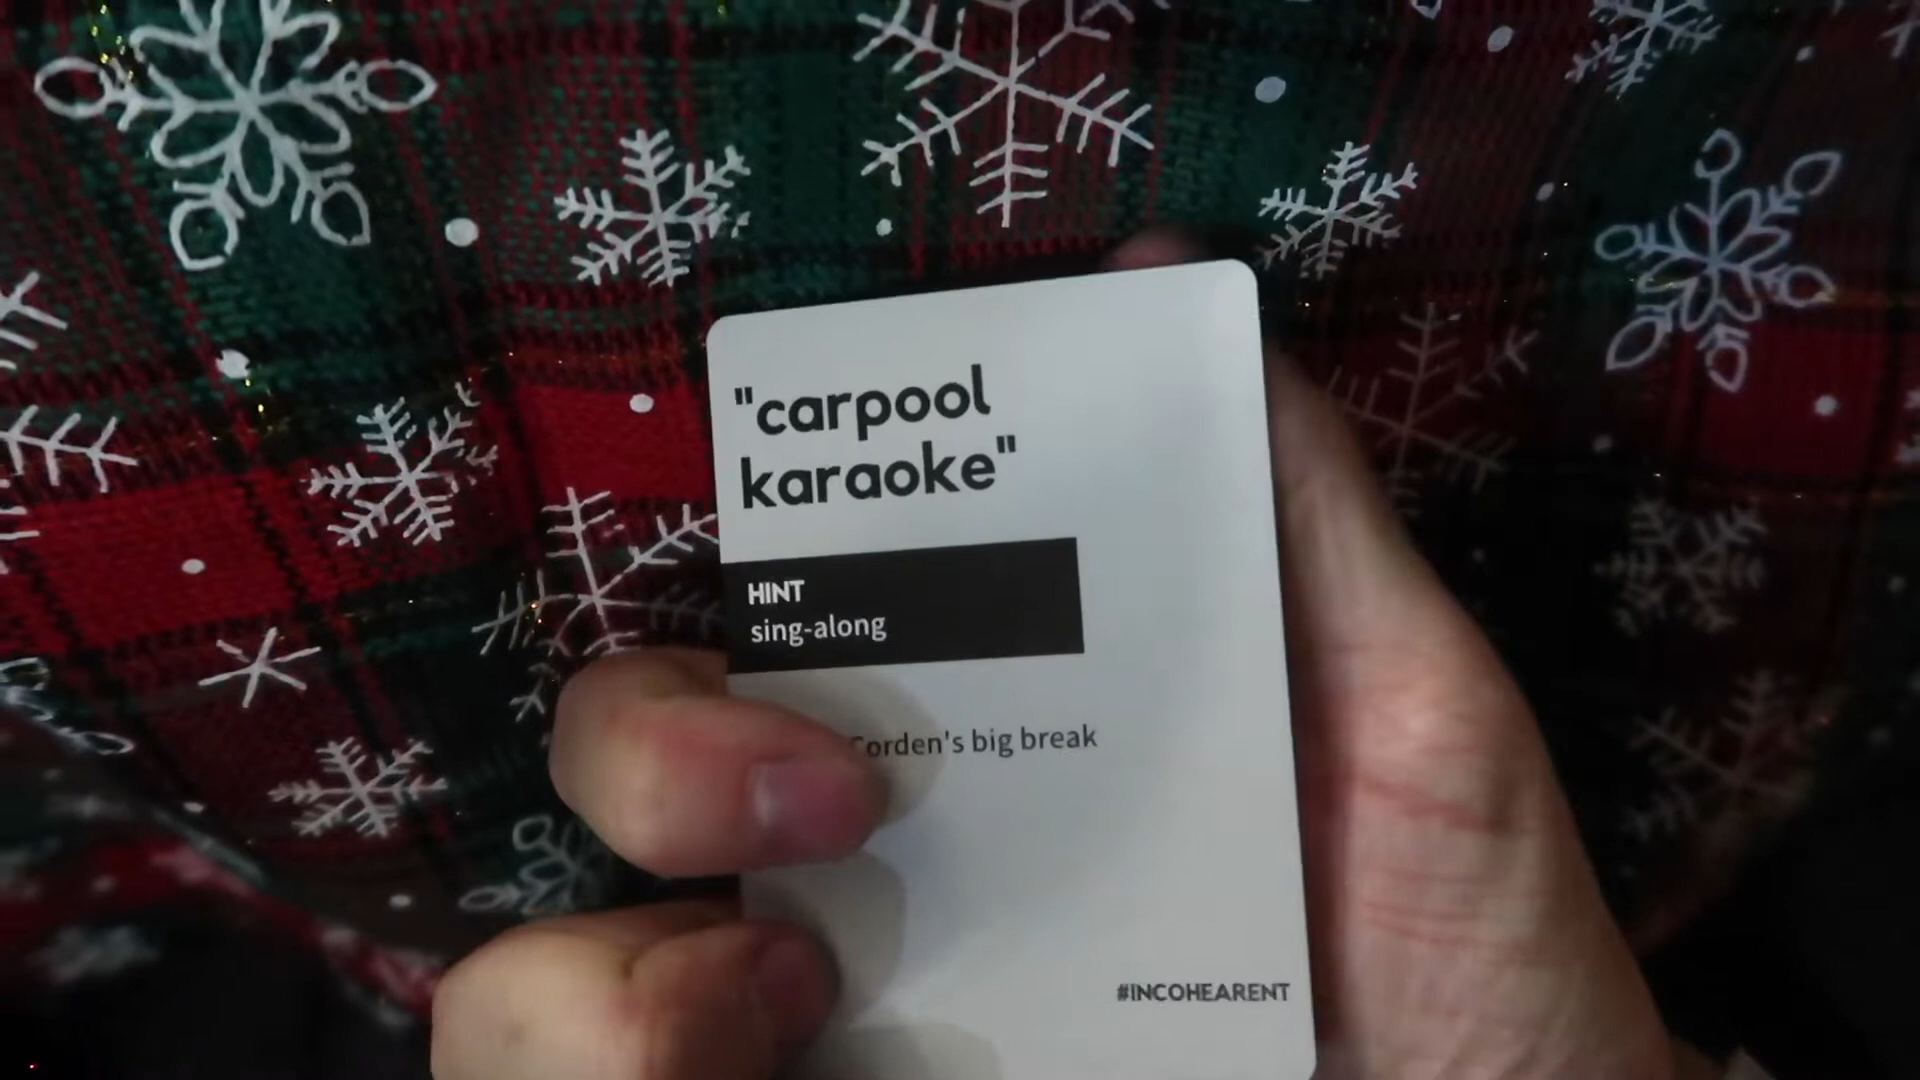 "carpool
karaoke"
HINT
sing-along
Corden's big break
#INCOHEARENT